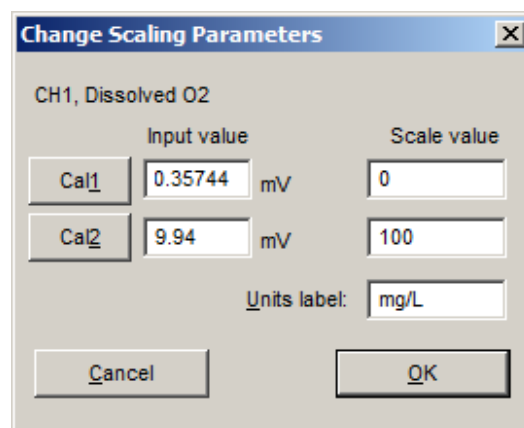 Change Scaling Parameters
CH1, Dissolved O2
Input value Scale value
Cal1 0.35744 mV 0
Cal2 9.94 mV 100
Units label: mg/L
Cancel OK